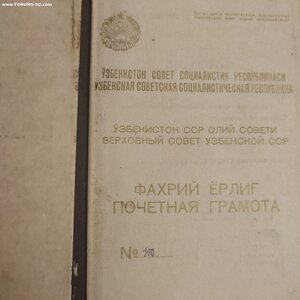 www.FORUMS-SU.com
ЎЗБЕКИСТОН СОВЕТ СОЦИАЛИСТИК РЕСПУБЛИКАСИ
УЗБЕКСКАЯ СОВЕТСКАЯ СОЦИАЛИСТИЧЕСКАЯ РЕСПУБЛИКА
ЎЗБЕКИСТОН ССР ОЛИЙ СОВЕТИ
ВЕРХОВНЫЙ СОВЕТ УЗБЕКСКОЙ ССР
ФАХРИЙ ЁРЛИҒ
ПОЧЕТНАЯ ГРАМОТА
№